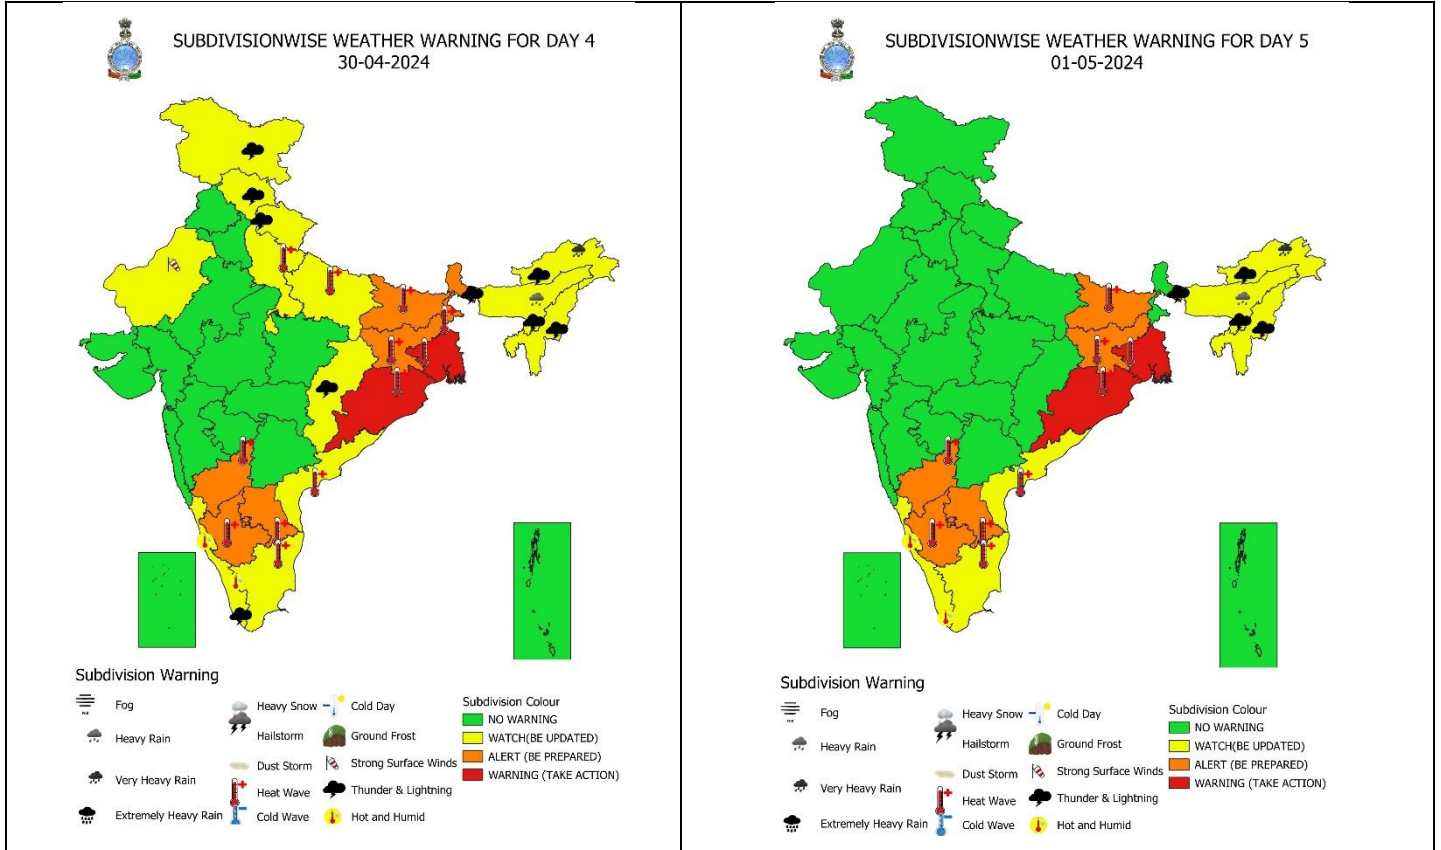 SUBDIVISIONWISE WEATHER WARNING FOR DAY 4
30-04-2024
Subdivision Warning
Fog
Heavy Rain
Very Heavy Rain
Extremely Heavy Rain
Heavy Snow
Hailstorm
Dust Storm
Heat Wave
Cold Wave
Cold Day
Ground Frost
Strong Surface Winds
Thunder & Lightning
Hot and Humid
Subdivision Colour
NO WARNING
WATCH(BE UPDATED)
ALERT (BE PREPARED)
WARNING (TAKE ACTION)
SUBDIVISIONWISE WEATHER WARNING FOR DAY 5
01-05-2024
Subdivision Warning
Fog
Heavy Rain
Very Heavy Rain
Extremely Heavy Rain
Heavy Snow
Hailstorm
Dust Storm
Heat Wave
Cold Wave
Cold Day
Ground Frost
Strong Surface Winds
Thunder & Lightning
Hot and Humid
Subdivision Colour
NO WARNING
WATCH(BE UPDATED)
ALERT (BE PREPARED)
WARNING (TAKE ACTION)